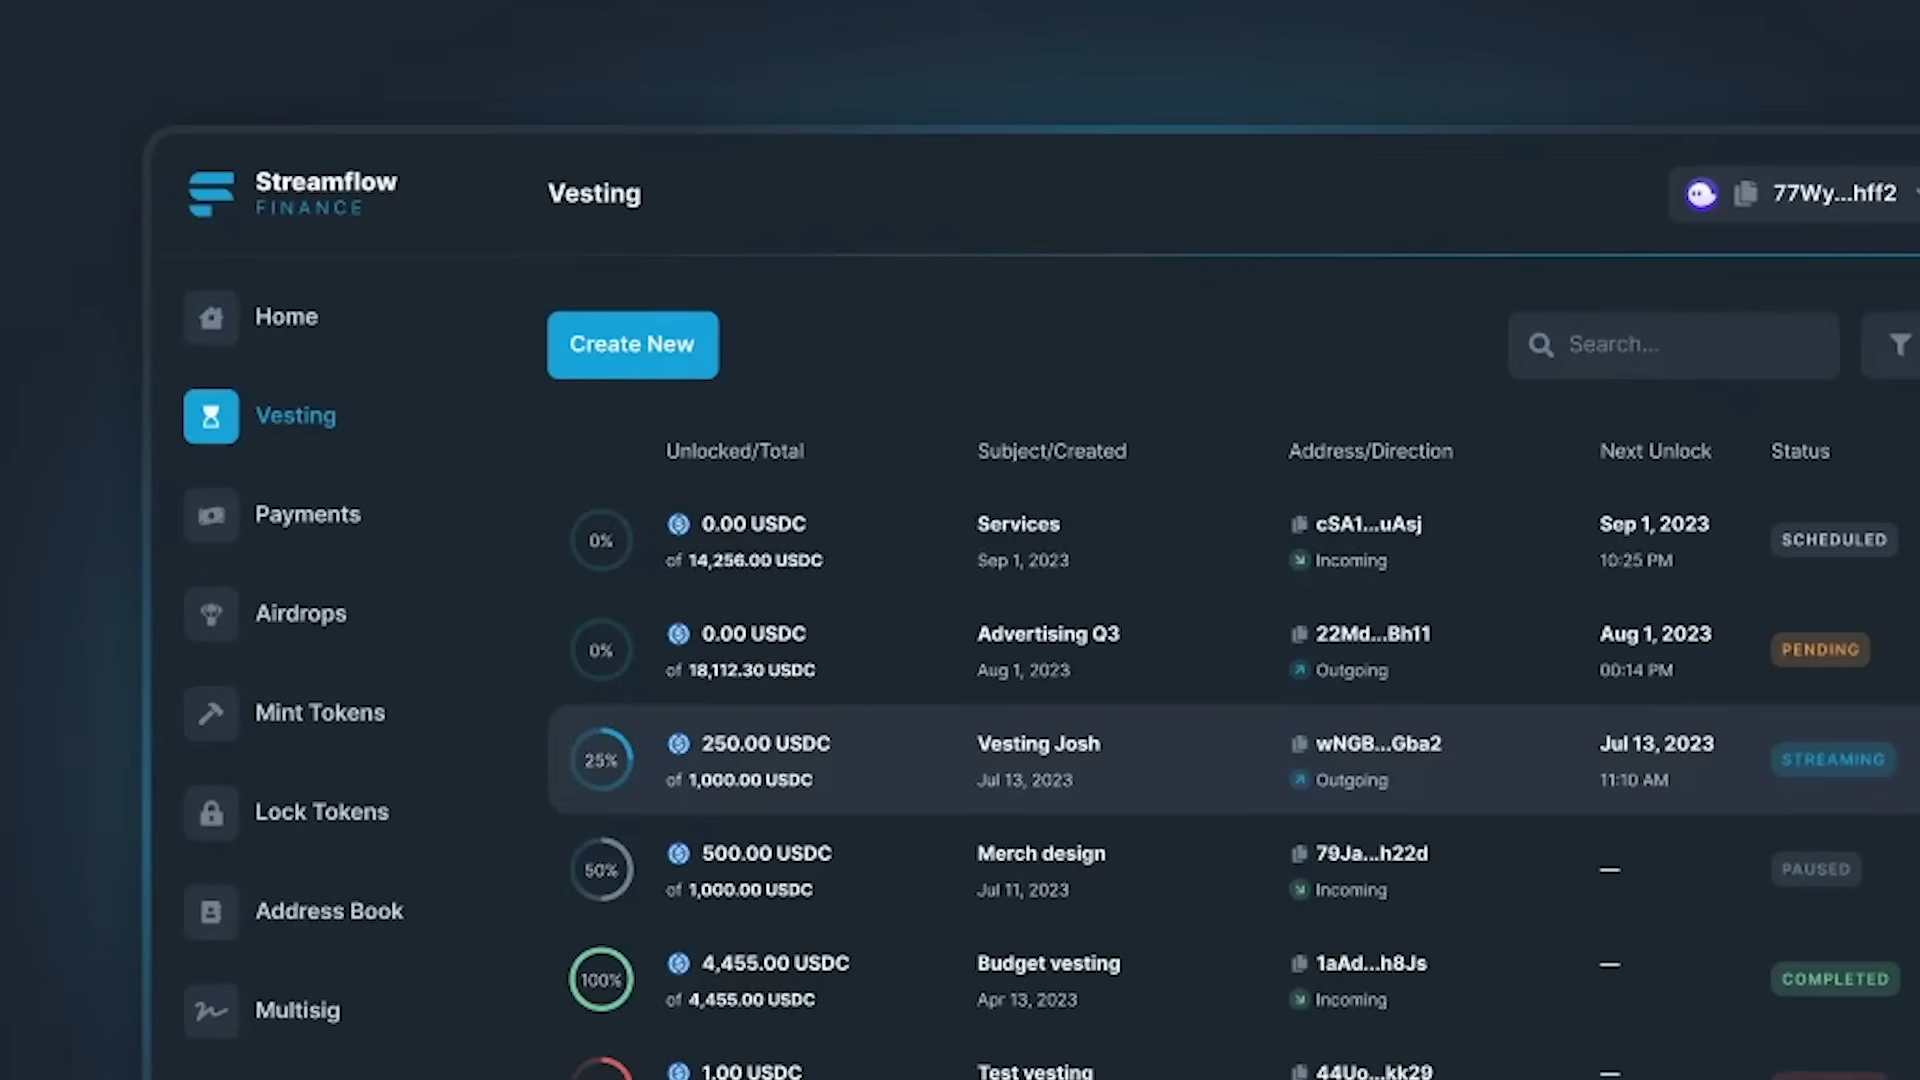 Streamflow
FINANCE
Vesting
77Wy...hff2
Home
Vesting
Payments
Airdrops
Mint Tokens
Lock Tokens
Address Book
Multisig
Create New
Search...
Unlocked/Total Subject/Created Address/Direction Next Unlock Status
0% 0.00 USDC Services cSA1...uAsj Sep 1, 2023 SCHEDULED
of 14,256.00 USDC Sep 1, 2023 Incoming 10:25 PM
0% 0.00 USDC Advertising Q3 22Md...Bh11 Aug 1, 2023 PENDING
of 18,112.30 USDC Aug 1, 2023 Outgoing 00:14 PM
25% 250.00 USDC Vesting Josh wNGB...Gba2 Jul 13, 2023 STREAMING
of 1,000.00 USDC Jul 13, 2023 Outgoing 11:10 AM
50% 500.00 USDC Merch design 79Ja...h22d — PAUSED
of 1,000.00 USDC Jul 11, 2023 Incoming
100% 4,455.00 USDC Budget vesting 1aAd...h8Js — COMPLETED
of 4,455.00 USDC Apr 13, 2023 Incoming
1.00 USDC Test vesting 44Uo...kk29 —